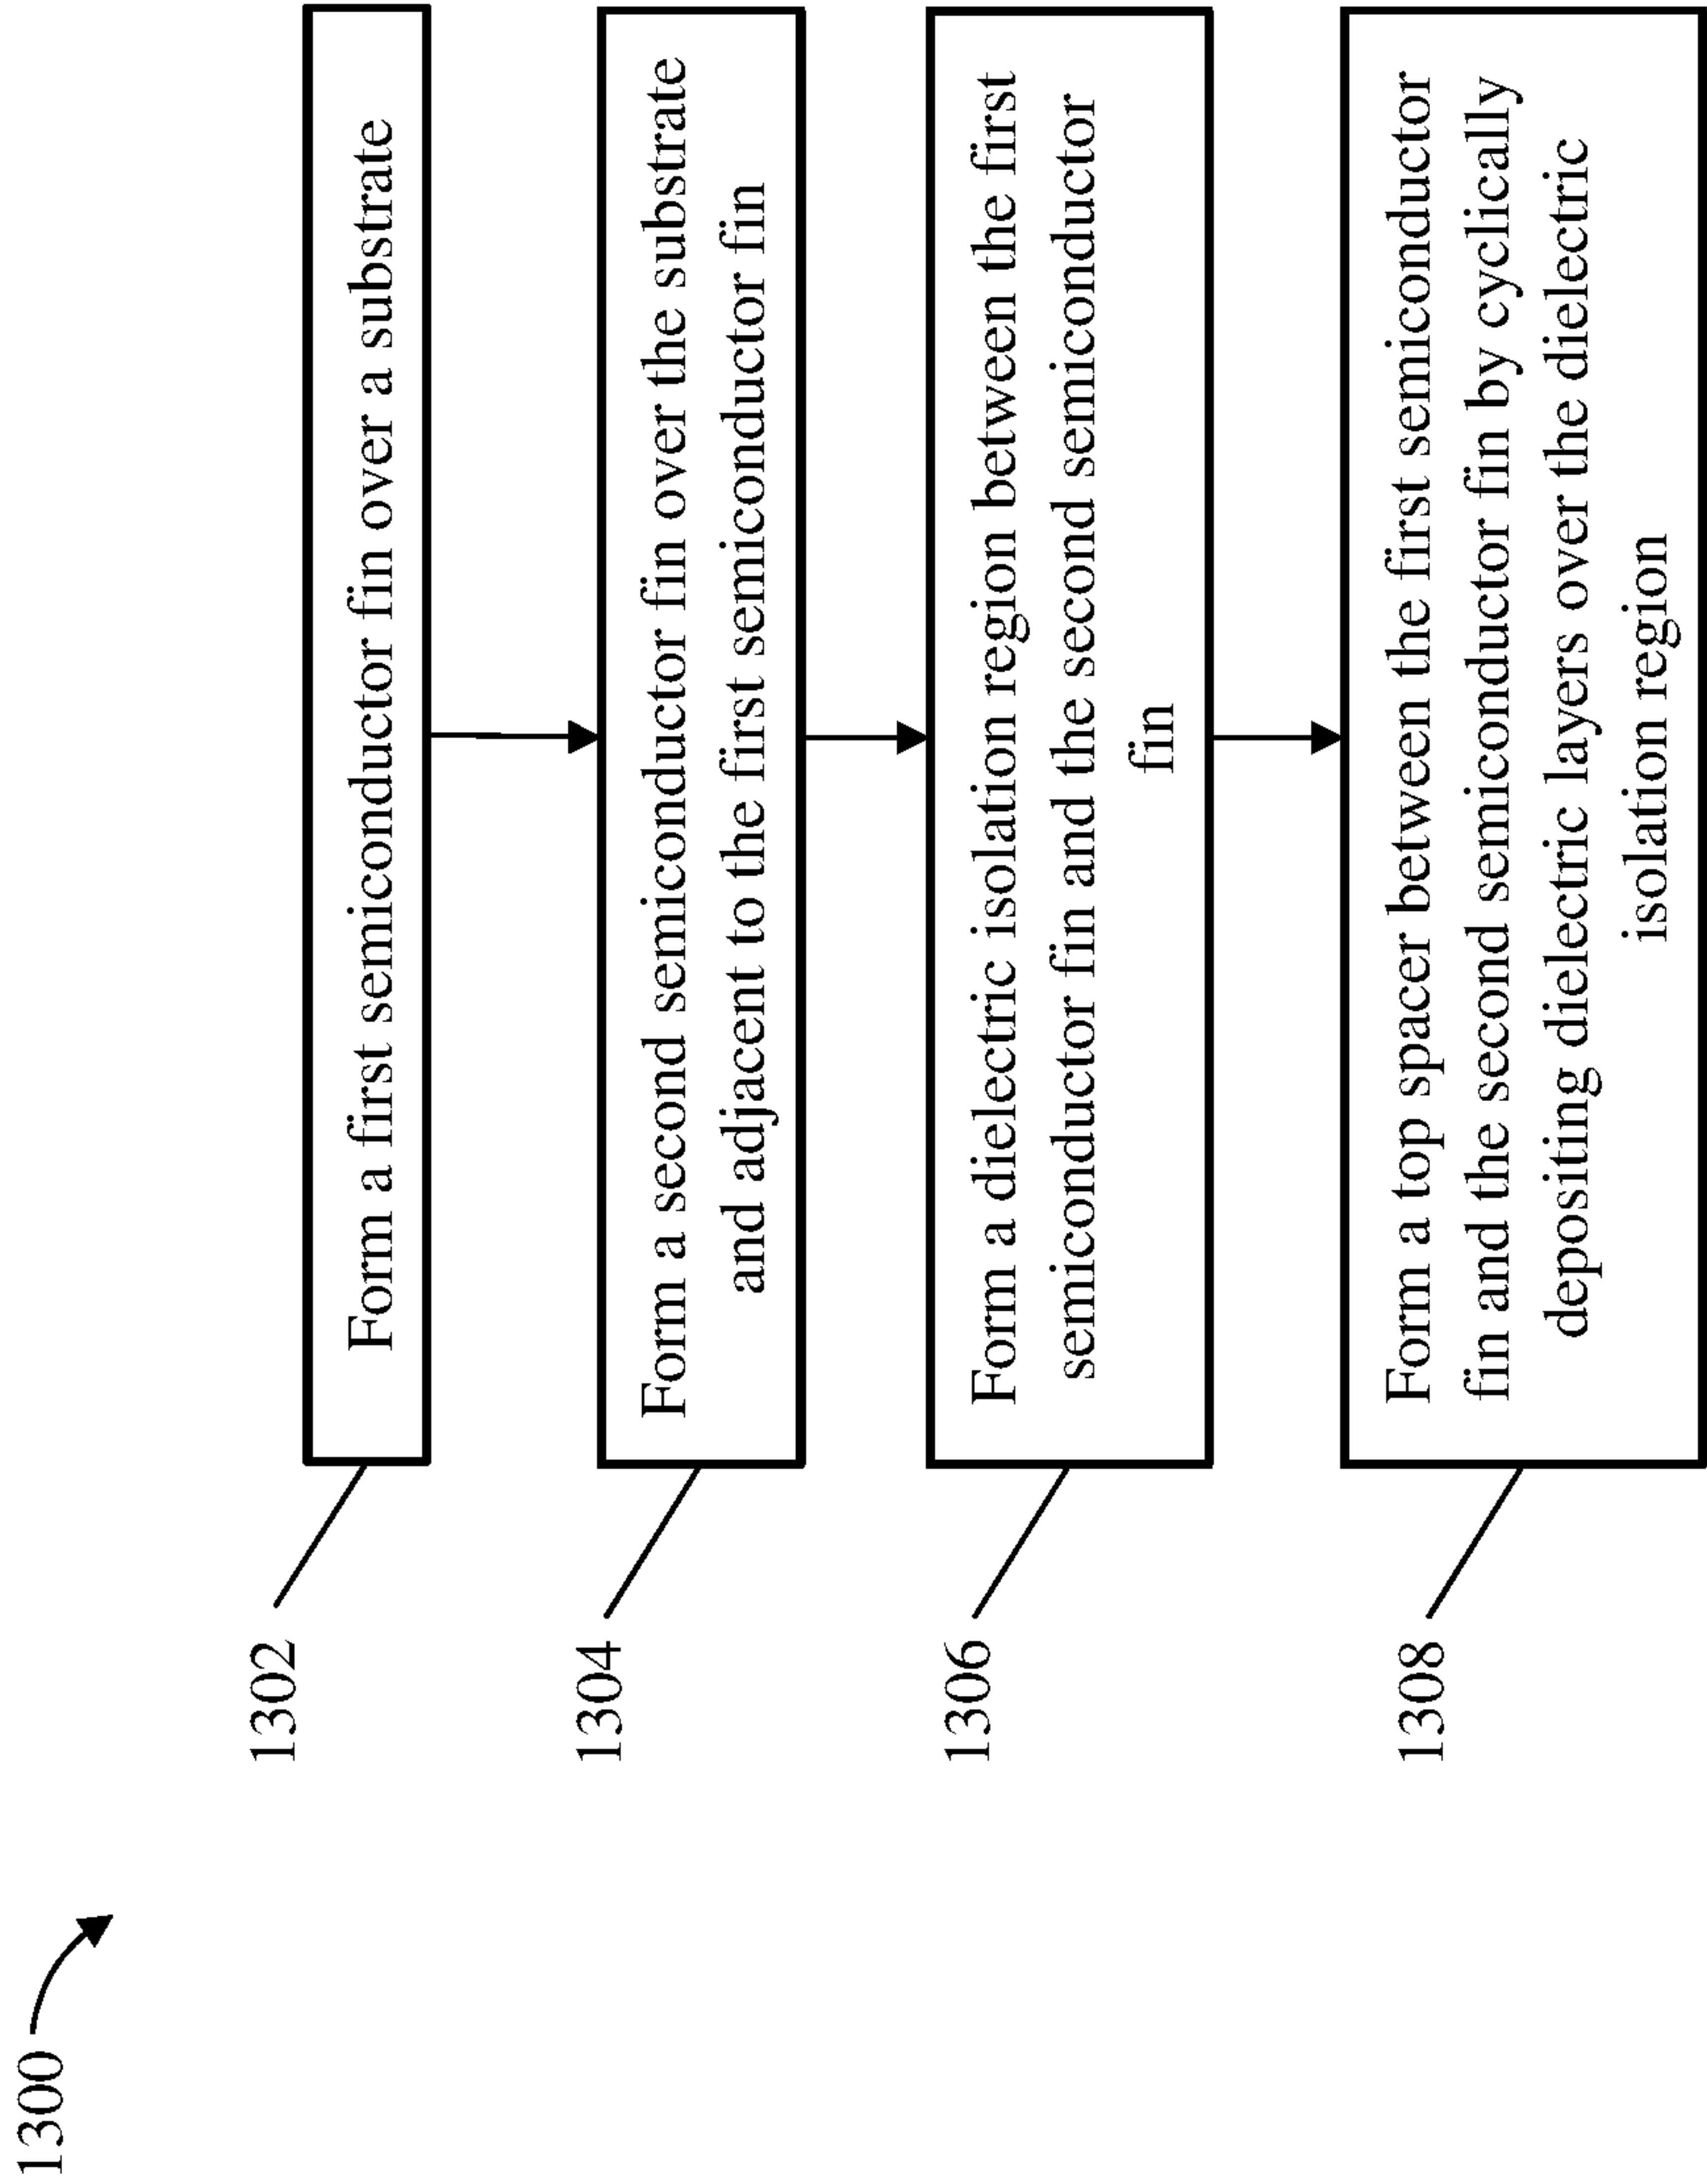 1300
1302
Form a first semiconductor fin over a substrate
1304
Form a second semiconductor fin over the substrate
and adjacent to the first semiconductor fin
1306
Form a dielectric isolation region between the first
semiconductor fin and the second semiconductor
fin
1308
Form a top spacer between the first semiconductor
fin and the second semiconductor fin by cyclically
depositing dielectric layers over the dielectric
isolation region